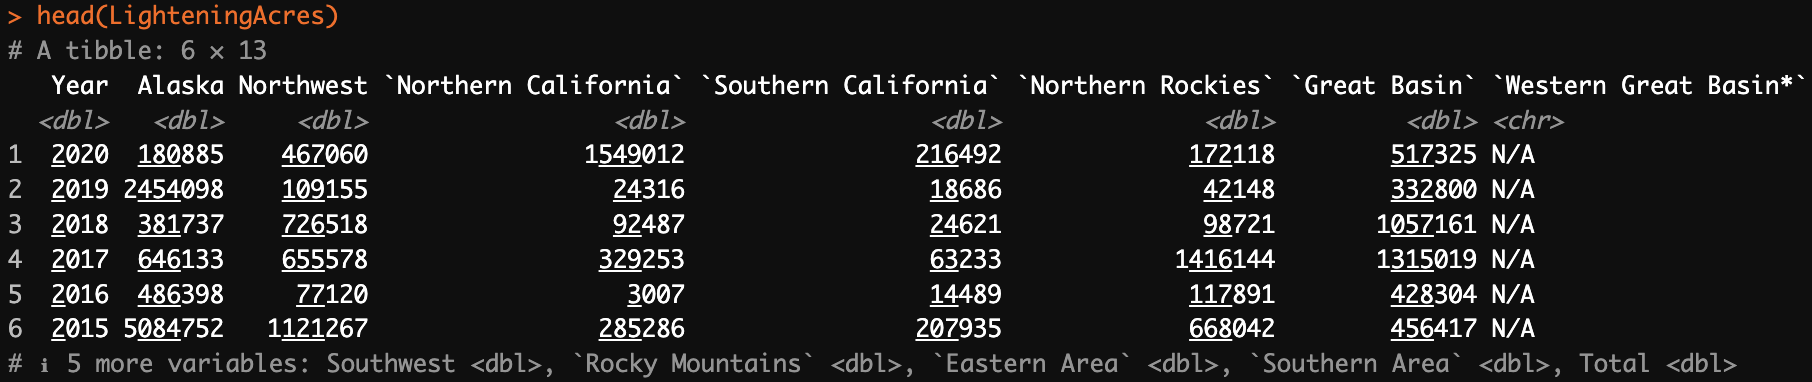 > head(LighteningAcres)
# A tibble: 6 × 13
Year Alaska Northwest `Northern California` `Southern California` `Northern Rockies` `Great Basin` `Western Great Basin*`
<dbl> <dbl> <dbl> <dbl> <dbl> <dbl> <dbl> <chr>
1 2020 180885 467060 1549012 216492 172118 517325 N/A
2 2019 2454098 109155 24316 18686 42148 332800 N/A
3 2018 381737 726518 92487 24621 98721 1057161 N/A
4 2017 646133 655578 329253 63233 1416144 1315019 N/A
5 2016 486398 77120 3007 14489 117891 428304 N/A
6 2015 5084752 1121267 285286 207935 668042 456417 N/A
# ℹ 5 more variables: Southwest <dbl>, `Rocky Mountains` <dbl>, `Eastern Area` <dbl>, `Southern Area` <dbl>, Total <dbl>